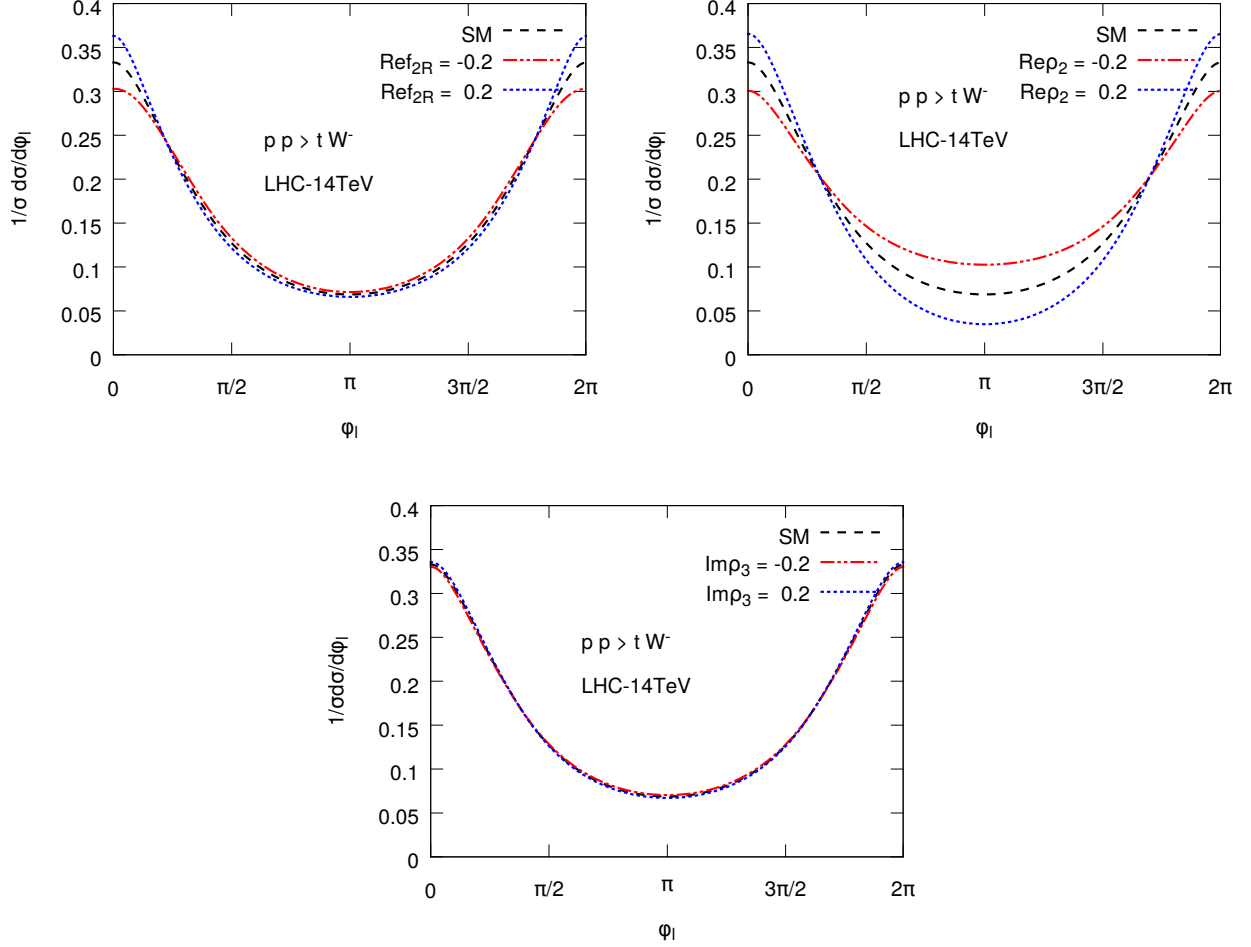 0.4
0.35
0.3
0.25
0.2
0.15
0.1
0.05
0
1/σ dσ/dφl
SM
Ref2R = -0.2
Ref2R = 0.2
p p > t W-
LHC-14TeV
0 π/2 π 3π/2 2π
φl
0.4
0.35
0.3
0.25
0.2
0.15
0.1
0.05
0
1/σ dσ/dφl
SM
Reρ2 = -0.2
Reρ2 = 0.2
p p > t W-
LHC-14TeV
0 π/2 π 3π/2 2π
φl
0.4
0.35
0.3
0.25
0.2
0.15
0.1
0.05
0
1/σdσ/dφl
SM
Imρ3 = -0.2
Imρ3 = 0.2
p p > t W-
LHC-14TeV
0 π/2 π 3π/2 2π
φl